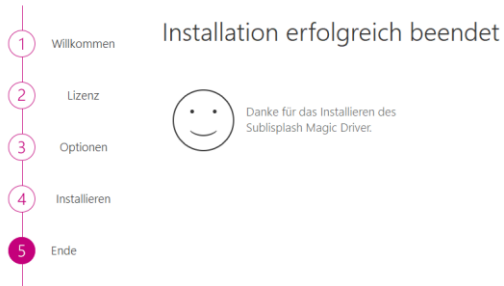 Installation erfolgreich beendet
1 Willkommen
2 Lizenz
3 Optionen
4 Installieren
5 Ende
Danke für das Installieren des
Sublisplash Magic Driver.